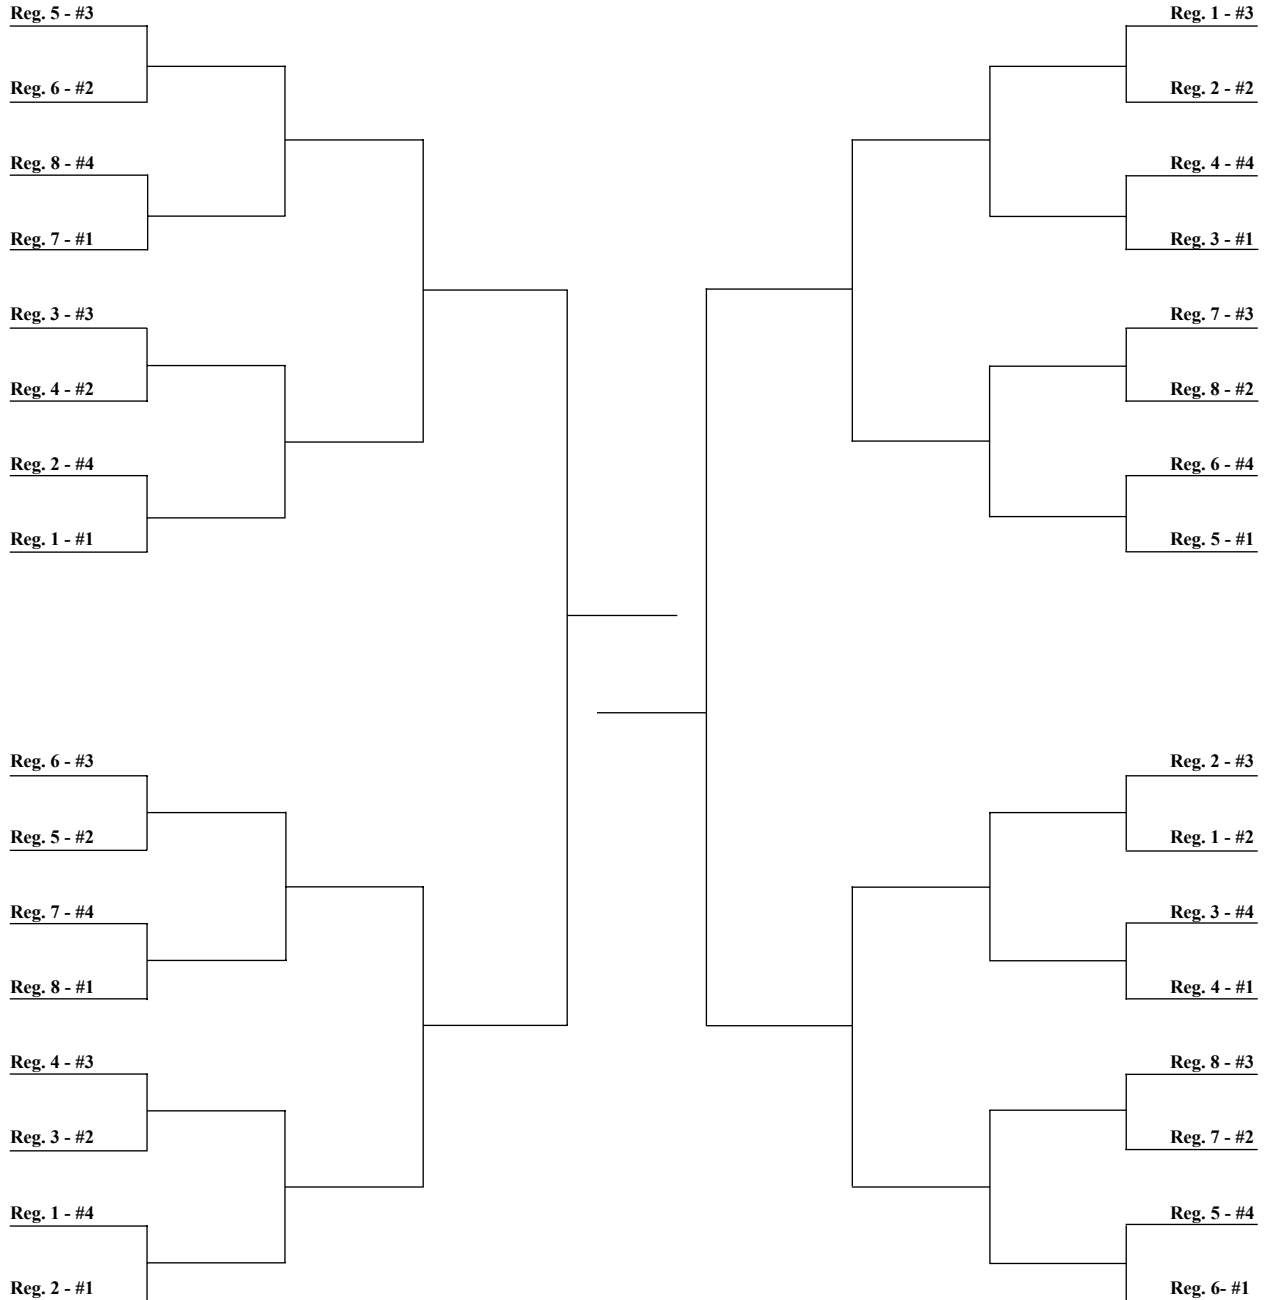 Reg. 5 - #3
Reg. 6 - #2
Reg. 8 - #4
Reg. 7 - #1
Reg. 3 - #3
Reg. 4 - #2
Reg. 2 - #4
Reg. 1 - #1
Reg. 6 - #3
Reg. 5 - #2
Reg. 7 - #4
Reg. 8 - #1
Reg. 4 - #3
Reg. 3 - #2
Reg. 1 - #4
Reg. 2 - #1
Reg. 1 - #3
Reg. 2 - #2
Reg. 4 - #4
Reg. 3 - #1
Reg. 7 - #3
Reg. 8 - #2
Reg. 6 - #4
Reg. 5 - #1
Reg. 2 - #3
Reg. 1 - #2
Reg. 3 - #4
Reg. 4 - #1
Reg. 8 - #3
Reg. 7 - #2
Reg. 5 - #4
Reg. 6- #1